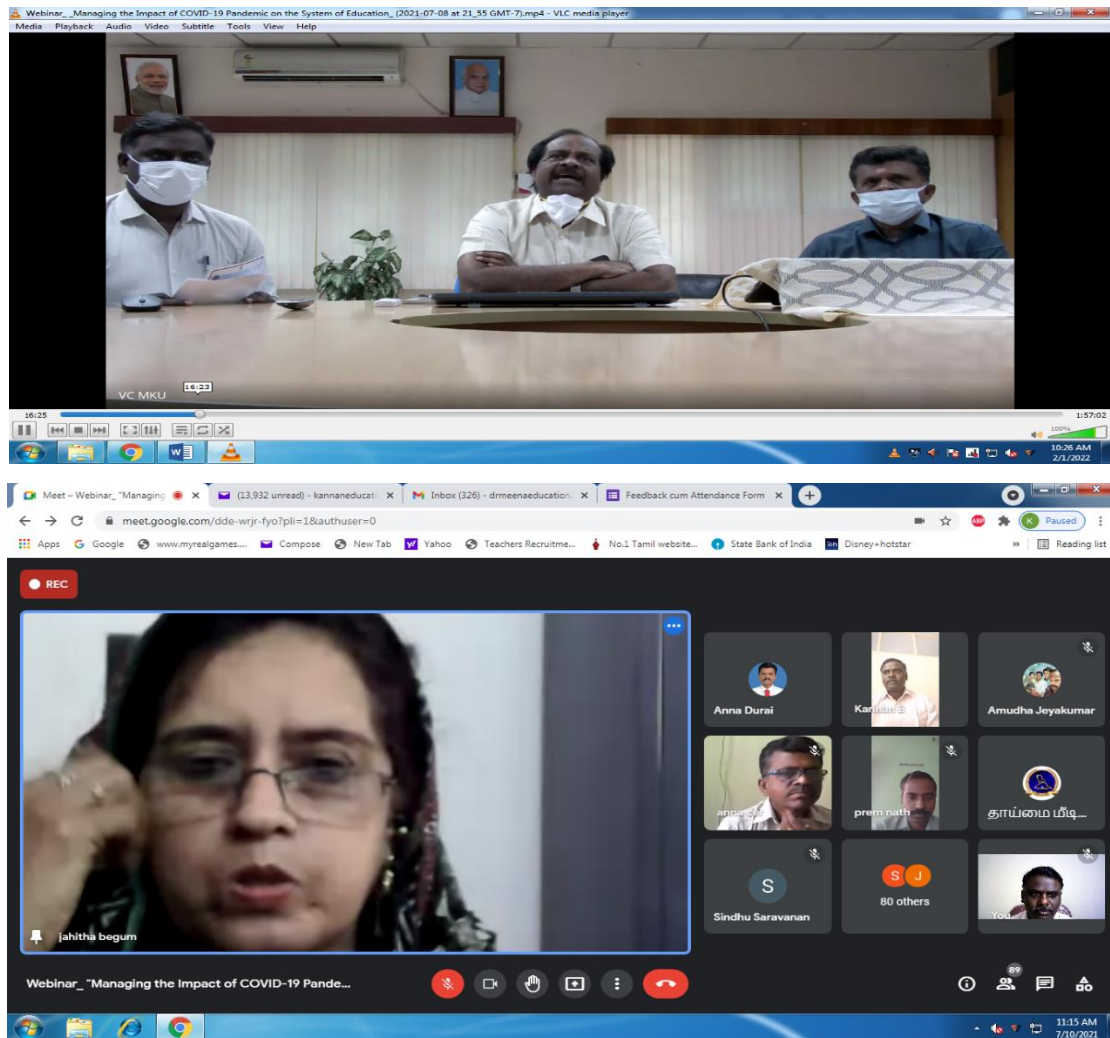 Webinar_ _Managing the Impact of COVID-19 Pandemic on the System of Education_ (2021-07-08 at 21_55 GMT-7).mp4 - VLC media player
Media Playback Audio Video Subtitle Tools View Help
VC MKU
16:23
16:25
1:57:02
100%
10:26 AM
2/1/2022
Meet – Webinar_ "Managing
(13,932 unread) - kannaneducati
Inbox (326) - drmeenaeducation
Feedback cum Attendance Form
meet.google.com/dde-wrjr-fyo?pli=1&authuser=0
K Paused
Apps Google www.myrealgames.... Compose New Tab Yahoo Teachers Recruitme... No.1 Tamil website... State Bank of India Disney+hotstar » Reading list
REC
Anna Durai
Kannan B
Amudha Jeyakumar
prem nath
தாய்மை மீடி...
S
Sindhu Saravanan
S J
80 others
You
jahitha begum
Webinar_ "Managing the Impact of COVID-19 Pande...
89
11:15 AM
7/10/2021